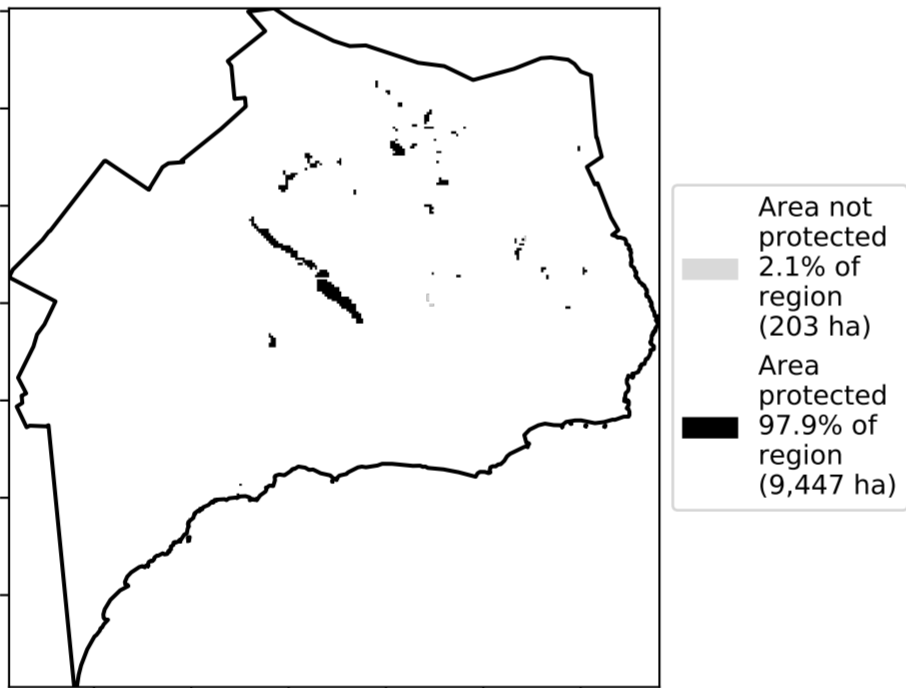 Area not
protected
2.1% of
region
(203 ha)
Area
protected
97.9% of
region
(9,447 ha)